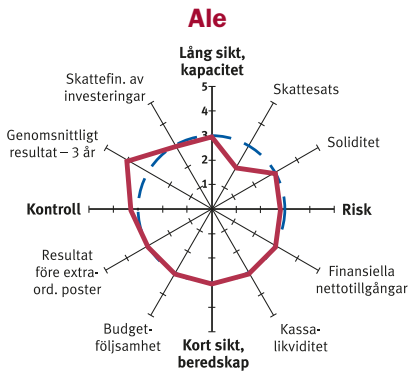 Ale
Lång sikt,
kapacitet
Skattefin. av
investeringar
Skattesats
Genomsnittligt
resultat – 3 år
Soliditet
5
4
3
2
1
Kontroll
Risk
Resultat
före extra-
ord. poster
Finansiella
nettotillgångar
Budget-
följsamhet
Kassa-
likviditet
Kort sikt,
beredskap